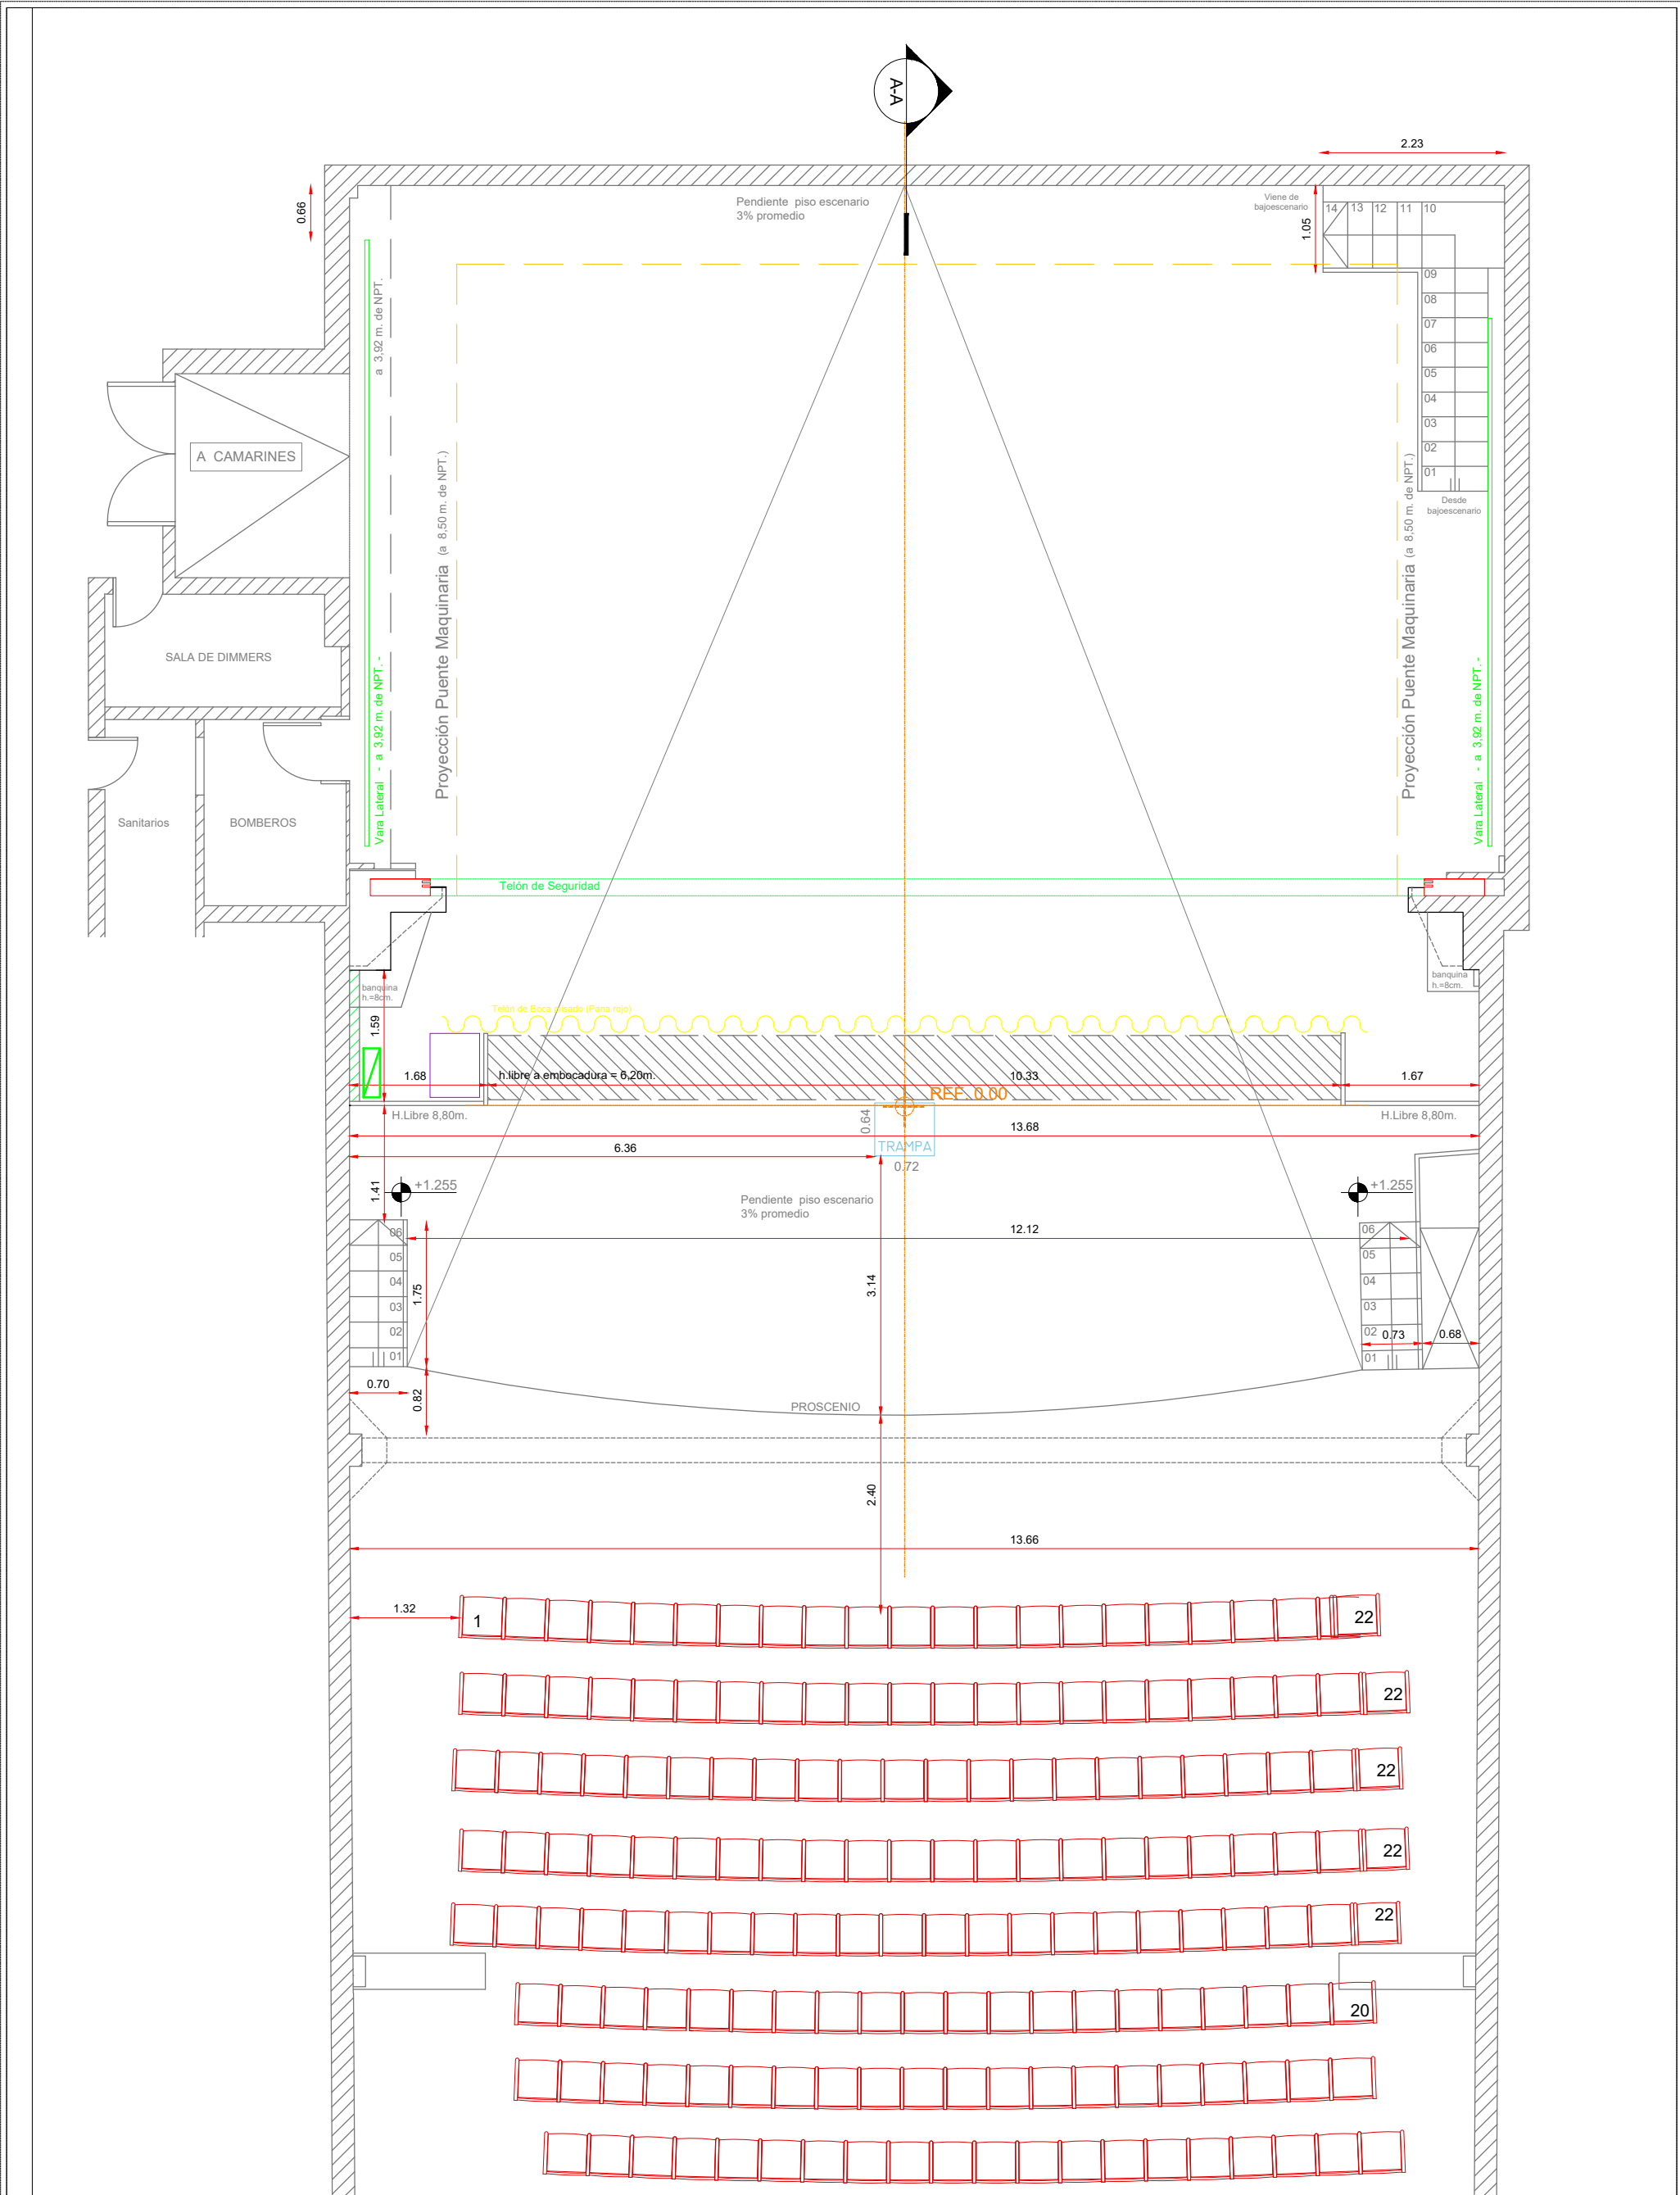 A-A
2.23
0.66
Pendiente piso escenario
3% promedio
Viene de
bajoescenario
1.05
14
13
12
11
10
09
08
07
06
05
04
03
02
01
Desde
bajoescenario
a 3,92 m. de NPT.
A CAMARINES
Proyección Puente Maquinaria (a 8,50 m. de NPT.)
Proyección Puente Maquinaria (a 8,50 m. de NPT.)
SALA DE DIMMERS
Vara Lateral - a 3,92 m. de NPT. -
Vara Lateral - a 3,92 m. de NPT. -
Sanitarios
BOMBEROS
Telón de Seguridad
banquina
h.=8cm.
banquina
h.=8cm.
1.59
Telón de Boca pesado (Pana rojo)
1.68
h.libre a embocadura = 6,20m.
10.33
1.67
REF. 0.00
H.Libre 8,80m.
H.Libre 8,80m.
0.64
13.68
TRAMPA
6.36
0.72
1.41
+1.255
+1.255
Pendiente piso escenario
3% promedio
12.12
06
05
04
03
02
01
1.75
3.14
06
05
04
03
02
01
0.73
0.68
0.70
0.82
PROSCENIO
2.40
13.66
1.32
1
22
22
22
22
22
20